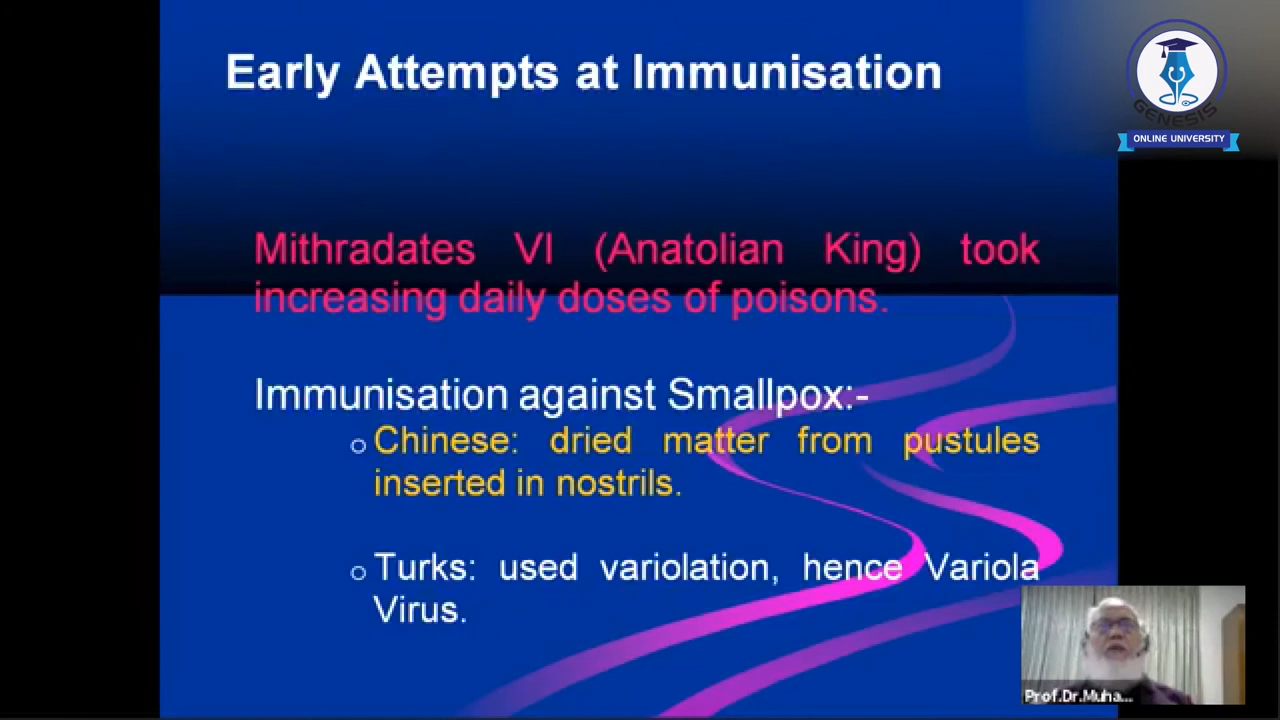 Early Attempts at Immunisation
GENESIS
ONLINE UNIVERSITY
Mithradates VI (Anatolian King) took
increasing daily doses of poisons.
Immunisation against Smallpox:-
o Chinese: dried matter from pustules
inserted in nostrils.
o Turks: used variolation, hence Variola
Virus.
Prof.Dr.Muha...